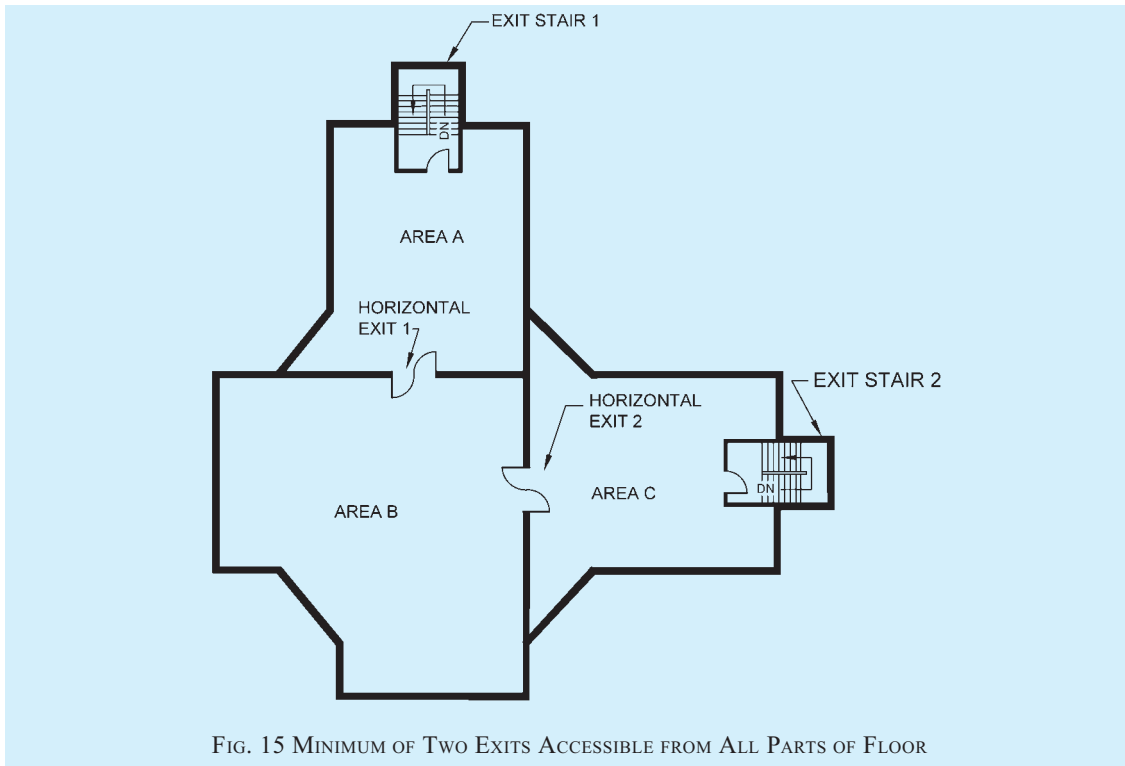 EXIT STAIR 1
DN
AREA A
HORIZONTAL
EXIT 1
EXIT STAIR 2
HORIZONTAL
EXIT 2
DN
AREA C
AREA B
FIG. 15 MINIMUM OF TWO EXITS ACCESSIBLE FROM ALL PARTS OF FLOOR